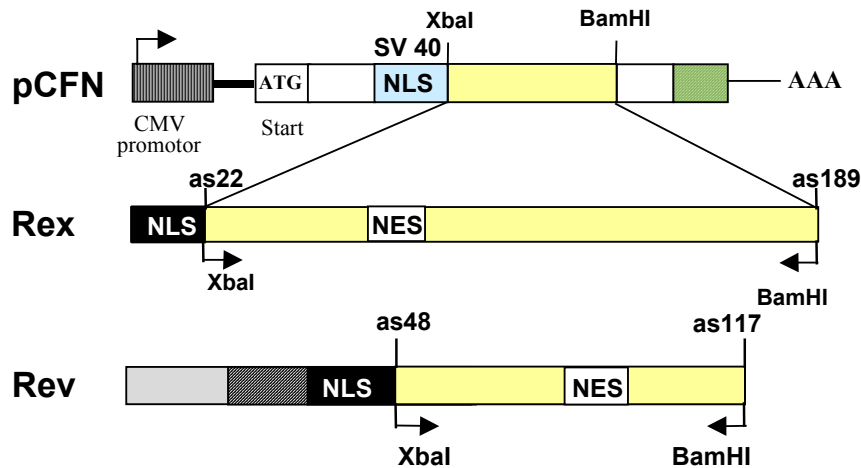 XbaI BamHI
SV 40
pCFN ATG NLS AAA
CMV promotor
Start
as22 as189
Rex NLS NES
XbaI BamHI
as48 as117
Rev NLS NES
XbaI BamHI